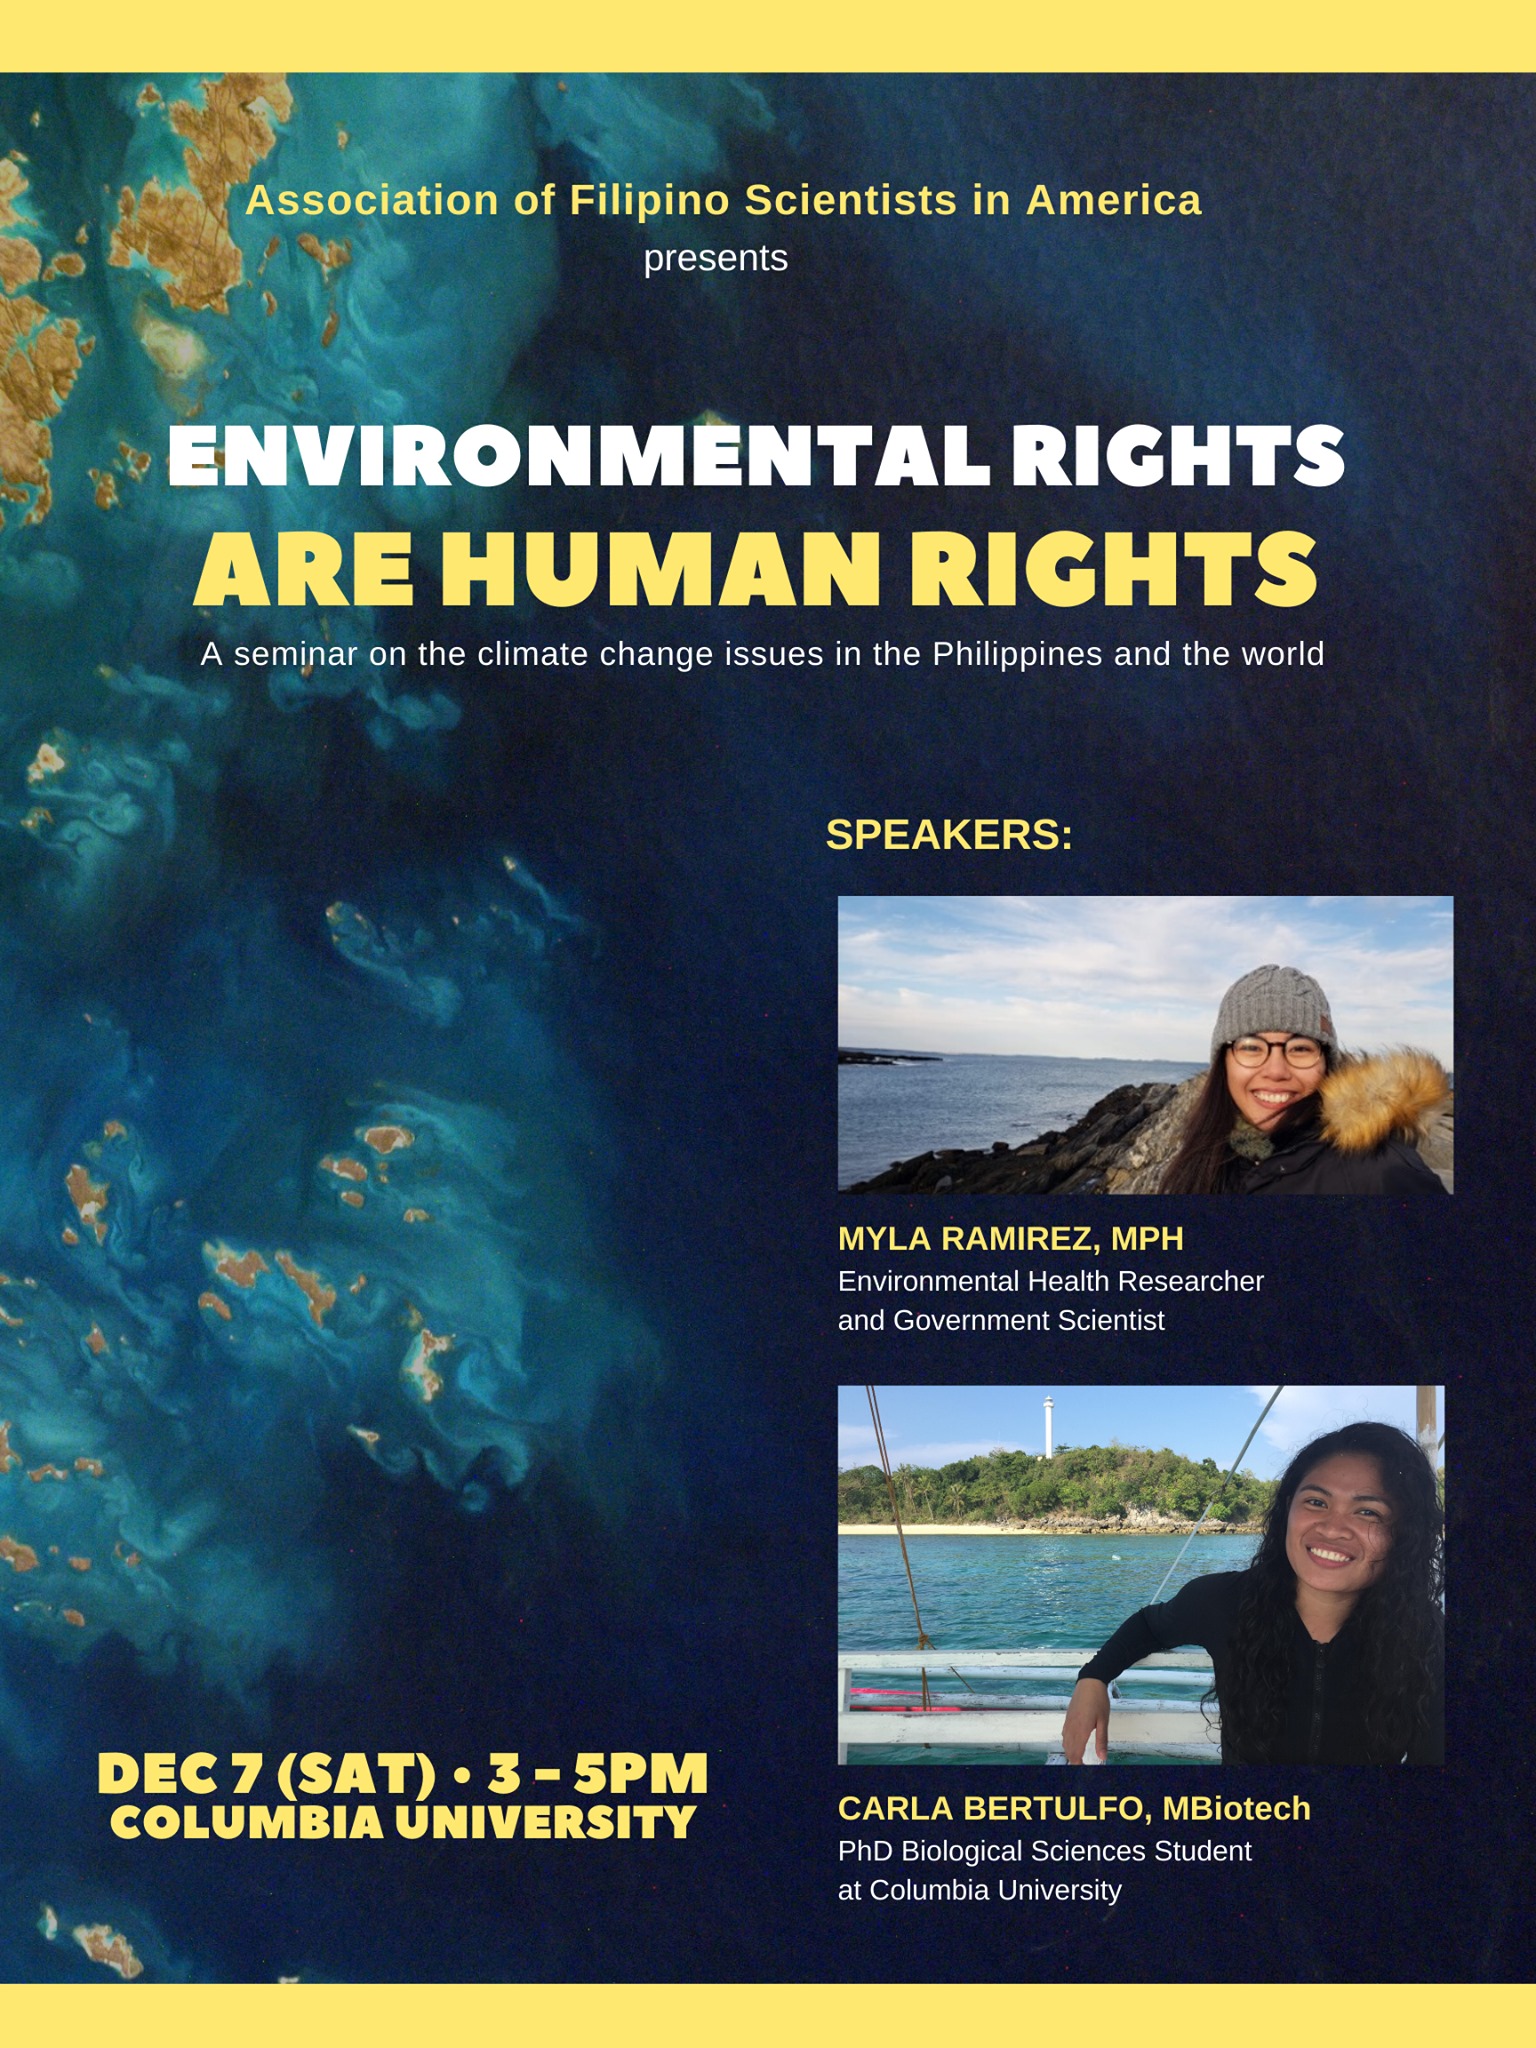 Association of Filipino Scientists in America
presents
ENVIRONMENTAL RIGHTS
ARE HUMAN RIGHTS
A seminar on the climate change issues in the Philippines and the world
SPEAKERS:
MYLA RAMIREZ, MPH
Environmental Health Researcher
and Government Scientist
CARLA BERTULFO, MBiotech
PhD Biological Sciences Student
at Columbia University
DEC 7 (SAT) • 3 - 5PM
COLUMBIA UNIVERSITY